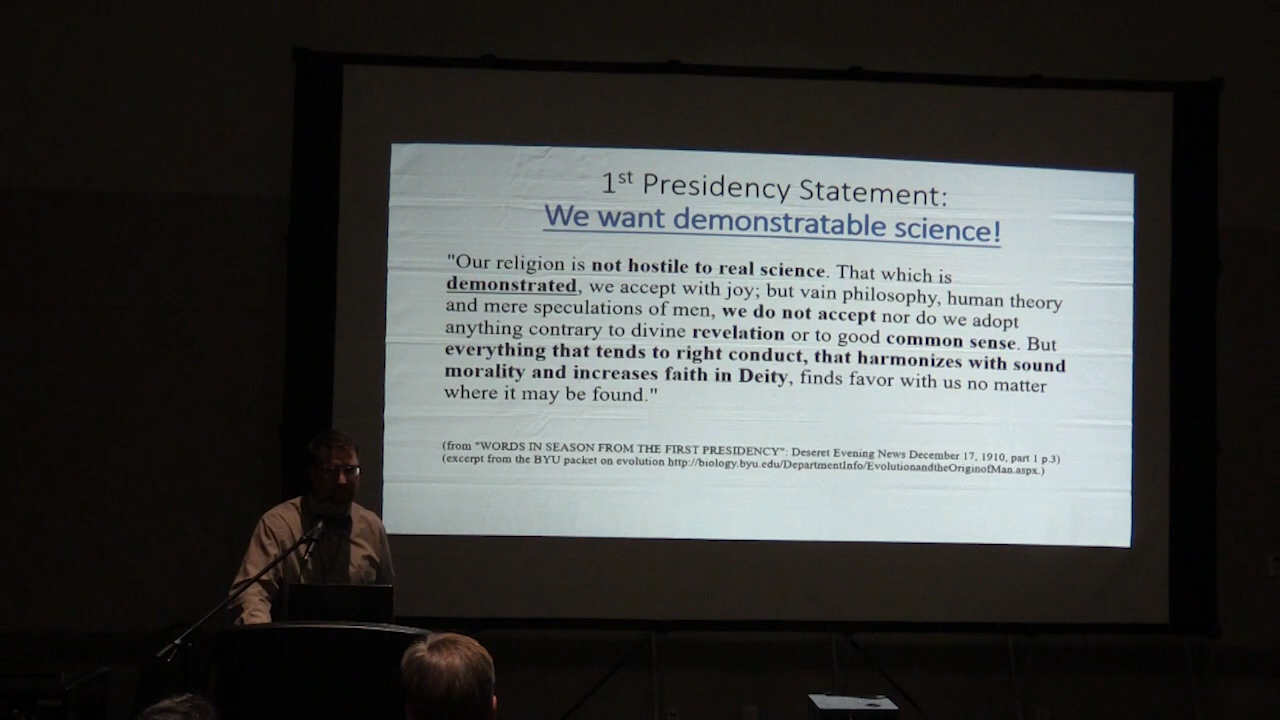 1st Presidency Statement:
We want demonstratable science!
"Our religion is not hostile to real science. That which is
demonstrated, we accept with joy; but vain philosophy, human theory
and mere speculations of men, we do not accept nor do we adopt
anything contrary to divine revelation or to good common sense. But
everything that tends to right conduct, that harmonizes with sound
morality and increases faith in Deity, finds favor with us no matter
where it may be found."
(from "WORDS IN SEASON FROM THE FIRST PRESIDENCY": Deseret Evening News December 17, 1910, part 1 p.3)
(excerpt from the BYU packet on evolution http://biology.byu.edu/DepartmentInfo/EvolutionandtheOriginofMan.aspx.)